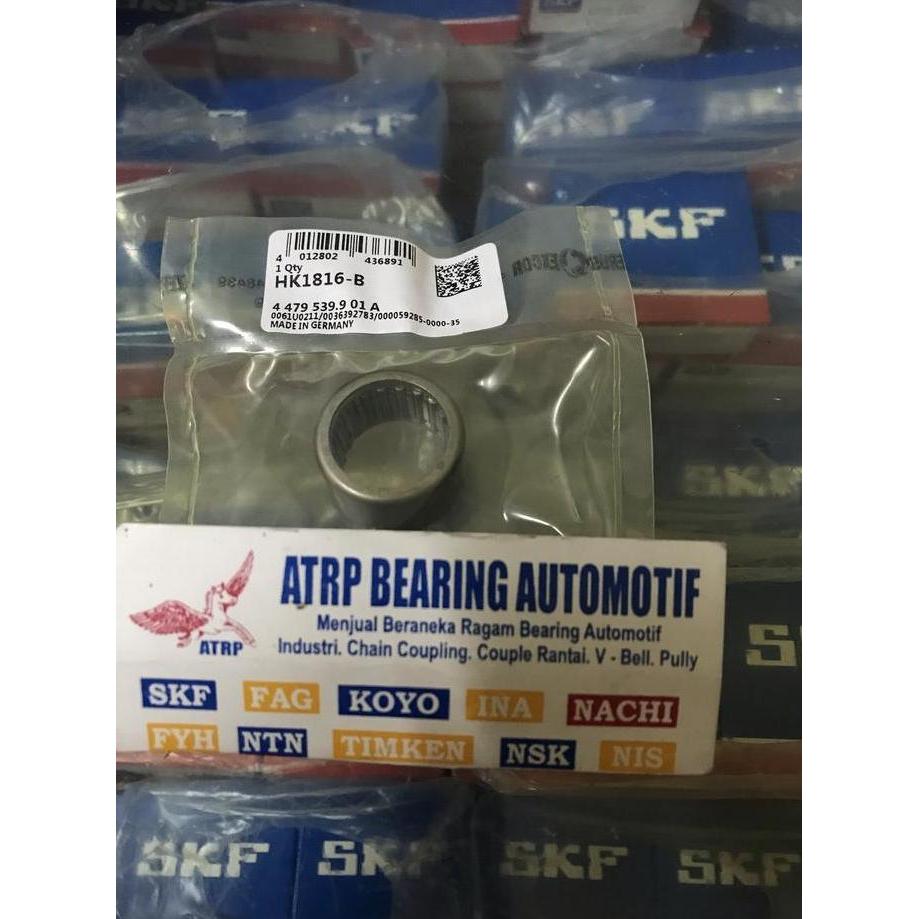 SKF
SKF
SKF
4 012802 436891
1 Qty
HK1816-B
4 479 539.9 01 A
0061U0211/0036392783/000059285-0000-35
MADE IN GERMANY
SKF
ATRP BEARING AUTOMOTIF
Menjual Beraneka Ragam Bearing Automotif
Industri. Chain Coupling. Couple Rantai. V - Bell. Pully
ATRP
SKF FAG KOYO INA NACHI
FYH NTN TIMKEN NSK NIS
SKF SKF SKF SKF